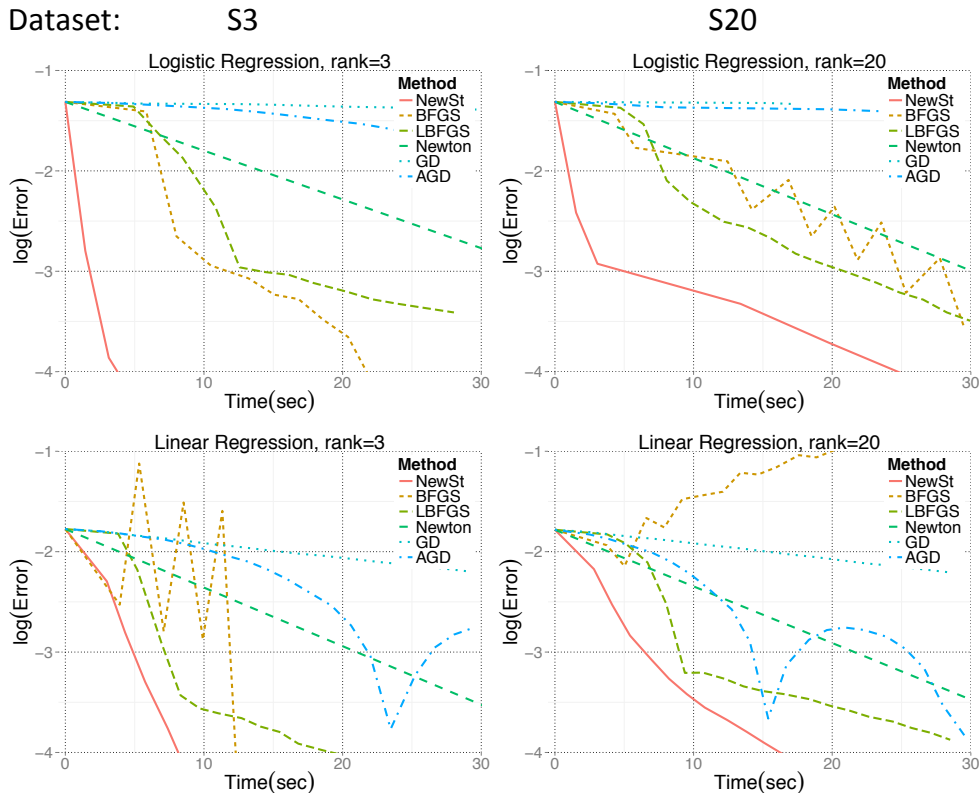 Dataset: S3 S20
Logistic Regression, rank=3
log(Error)
−1
−2
−3
−4
0 10 20 30
Time(sec)
Method
NewSt
BFGS
LBFGS
Newton
GD
AGD
Logistic Regression, rank=20
log(Error)
−1
−2
−3
−4
0 10 20 30
Time(sec)
Method
NewSt
BFGS
LBFGS
Newton
GD
AGD
Linear Regression, rank=3
log(Error)
−1
−2
−3
−4
0 10 20 30
Time(sec)
Method
NewSt
BFGS
LBFGS
Newton
GD
AGD
Linear Regression, rank=20
log(Error)
−1
−2
−3
−4
0 10 20 30
Time(sec)
Method
NewSt
BFGS
LBFGS
Newton
GD
AGD